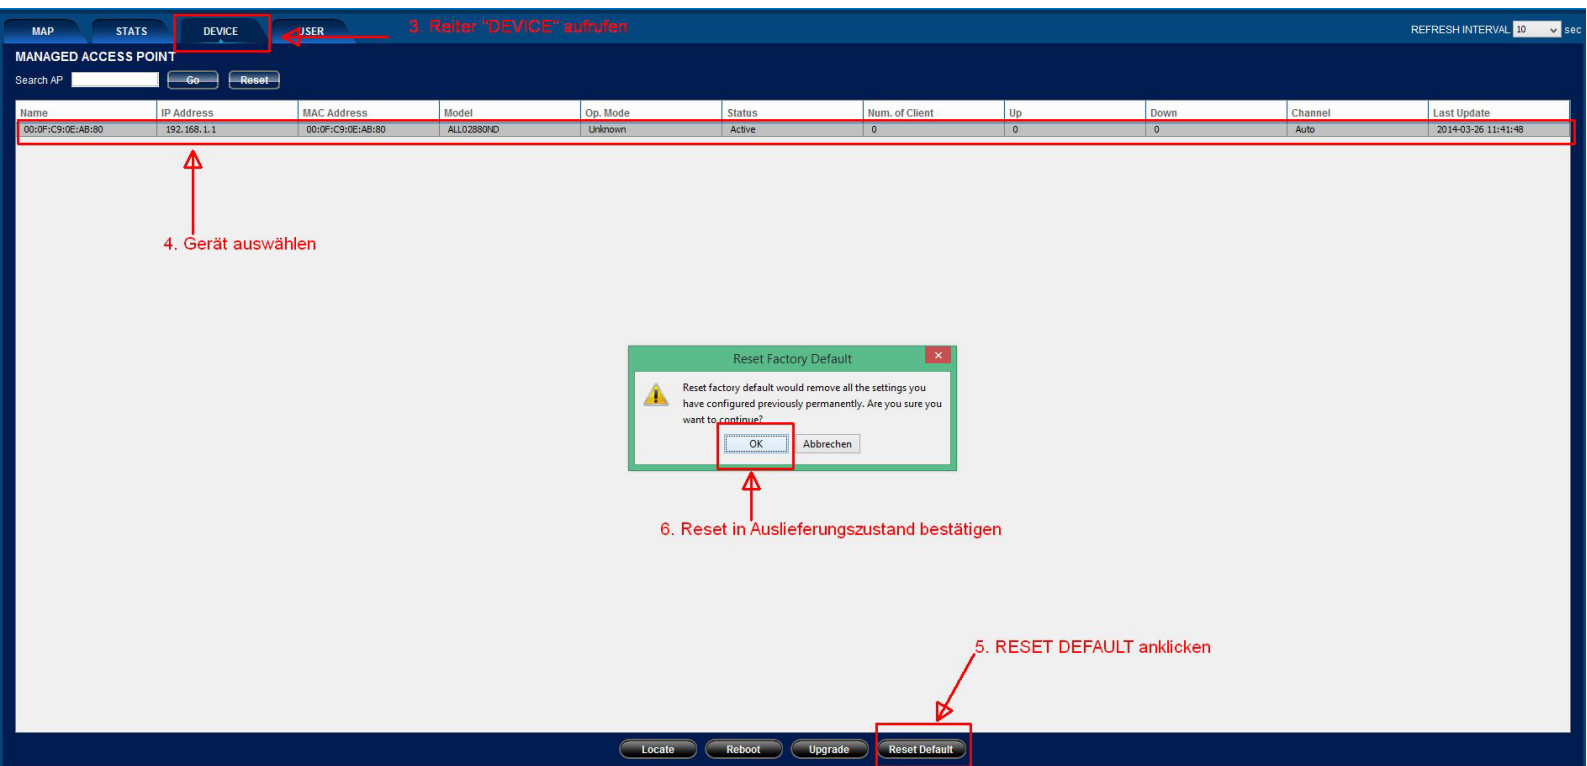 MAP STATS DEVICE USER 3. Reiter "DEVICE" aufrufen REFRESH INTERVAL 10 sec
MANAGED ACCESS POINT
Search AP Go Reset
Name IP Address MAC Address Model Op. Mode Status Num. of Client Up Down Channel Last Update
00:0F:C9:0E:AB:80 192.168.1.1 00:0F:C9:0E:AB:80 ALL02880ND Unknown Active 0 0 0 Auto 2014-03-26 11:41:48
4. Gerät auswählen
Reset Factory Default
Reset factory default would remove all the settings you
have configured previously permanently. Are you sure you
want to continue?
OK Abbrechen
6. Reset in Auslieferungszustand bestätigen
5. RESET DEFAULT anklicken
Locate Reboot Upgrade Reset Default